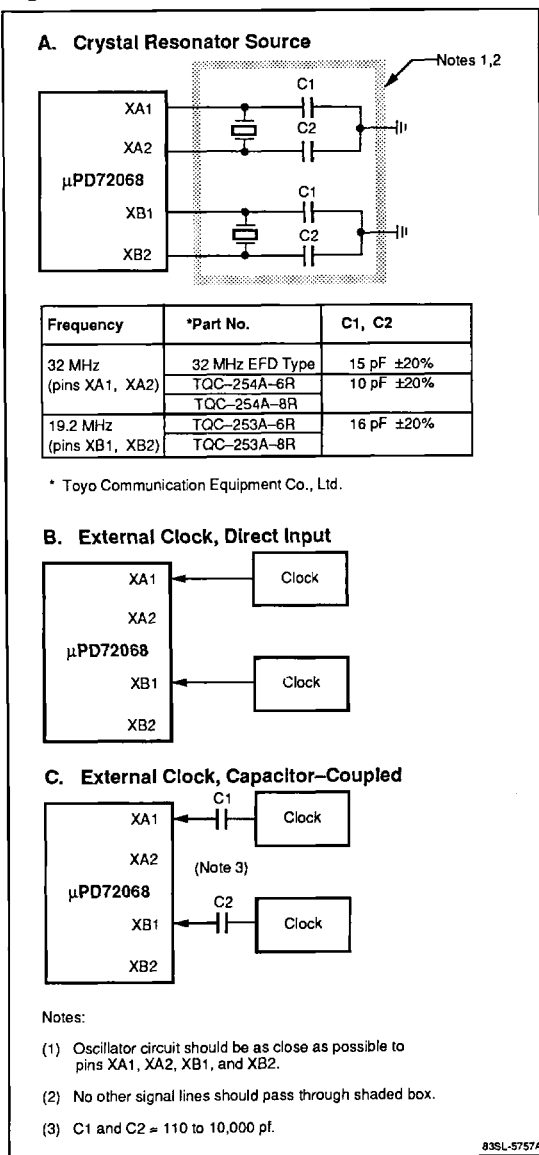 A. Crystal Resonator Source
Notes 1,2
C1
XA1
C2
XA2
μPD72068
C1
XB1
C2
XB2
Frequency *Part No. C1, C2
32 MHz 32 MHz EFD Type 15 pF ±20%
(pins XA1, XA2) TQC–254A–6R 10 pF ±20%
TQC–254A–8R
19.2 MHz TQC–253A–6R 16 pF ±20%
(pins XB1, XB2) TQC–253A–8R
* Toyo Communication Equipment Co., Ltd.
B. External Clock, Direct Input
XA1 Clock
XA2
μPD72068
XB1 Clock
XB2
C. External Clock, Capacitor–Coupled
C1
XA1 Clock
XA2 (Note 3)
μPD72068
C2
XB1 Clock
XB2
Notes:
(1) Oscillator circuit should be as close as possible to
pins XA1, XA2, XB1, and XB2.
(2) No other signal lines should pass through shaded box.
(3) C1 and C2 = 110 to 10,000 pf.
83SL-5757A